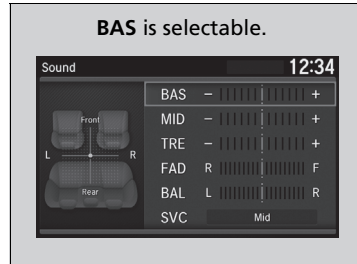 BAS is selectable.
Sound 12:34
BAS – +
MID – +
TRE – +
FAD R F
BAL L R
SVC Mid
Front
L R
Rear